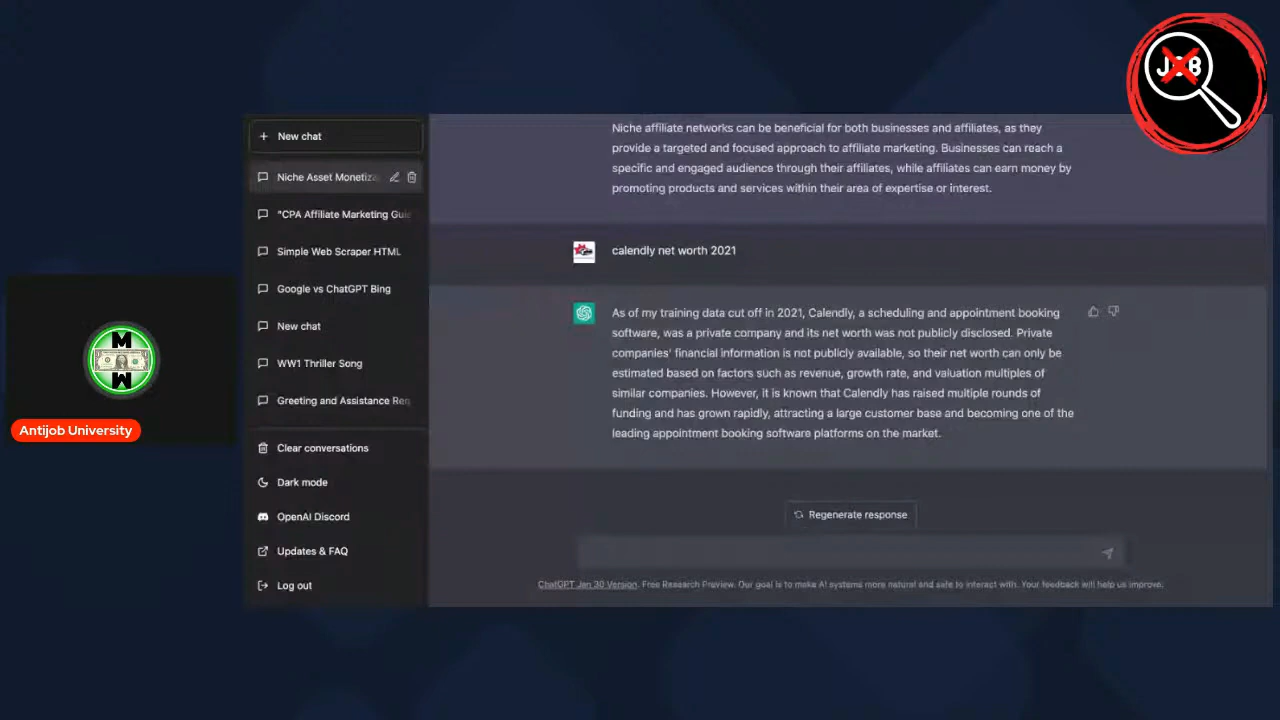 JOB
+ New chat
Niche Asset Monetiza
"CPA Affiliate Marketing Gui
Simple Web Scraper HTML
Google vs ChatGPT Bing
New chat
WW1 Thriller Song
Greeting and Assistance Req
Clear conversations
Dark mode
OpenAI Discord
Updates & FAQ
Log out
Niche affiliate networks can be beneficial for both businesses and affiliates, as they
provide a targeted and focused approach to affiliate marketing. Businesses can reach a
specific and engaged audience through their affiliates, while affiliates can earn money by
promoting products and services within their area of expertise or interest.
calendly net worth 2021
As of my training data cut off in 2021, Calendly, a scheduling and appointment booking
software, was a private company and its net worth was not publicly disclosed. Private
companies' financial information is not publicly available, so their net worth can only be
estimated based on factors such as revenue, growth rate, and valuation multiples of
similar companies. However, it is known that Calendly has raised multiple rounds of
funding and has grown rapidly, attracting a large customer base and becoming one of the
leading appointment booking software platforms on the market.
Regenerate response
ChatGPT Jan 30 Version. Free Research Preview. Our goal is to make AI systems more natural and safe to interact with. Your feedback will help us improve.
M
W
Antijob University